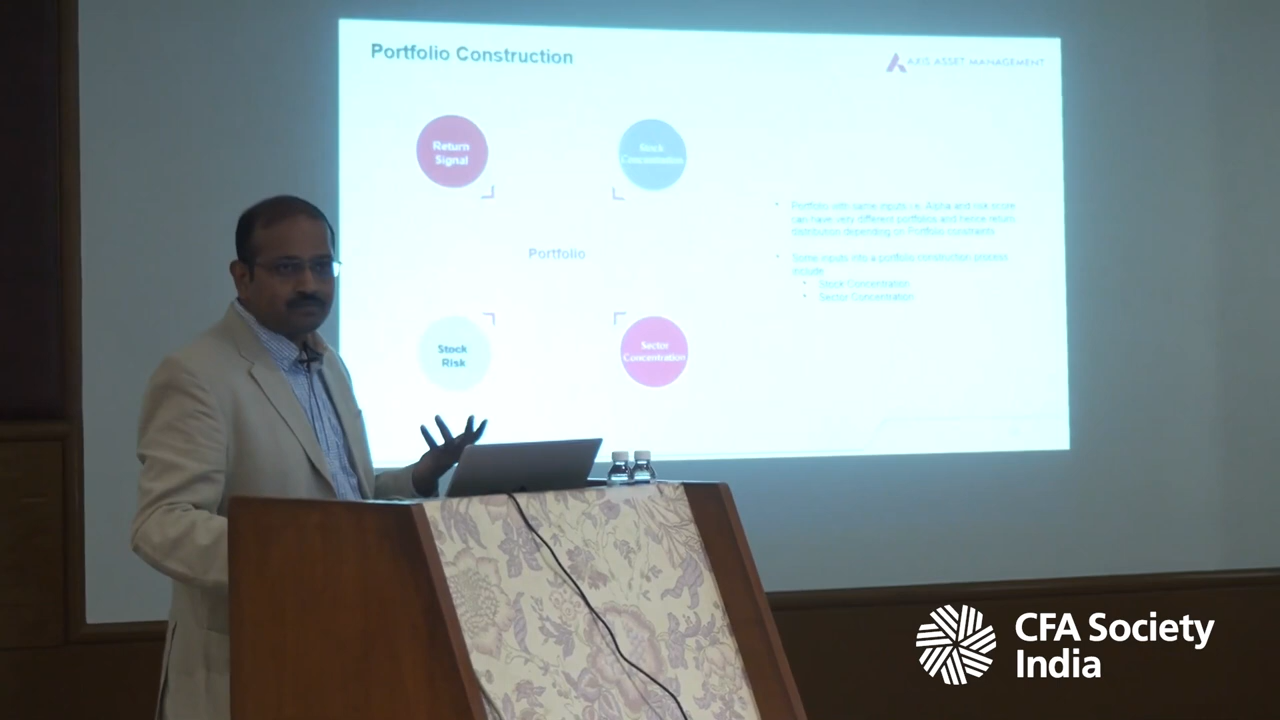 Portfolio Construction
AXIS ASSET MANAGEMENT
Return
Signal
Stock
Concentration
Portfolio
Stock
Risk
Sector
Concentration
• Portfolio with same inputs i.e. Alpha and risk score
can have very different portfolios and hence return
distribution depending on Portfolio constraints
• Some inputs into a portfolio construction process
include
• Stock Concentration
• Sector Concentration
CFA Society
India